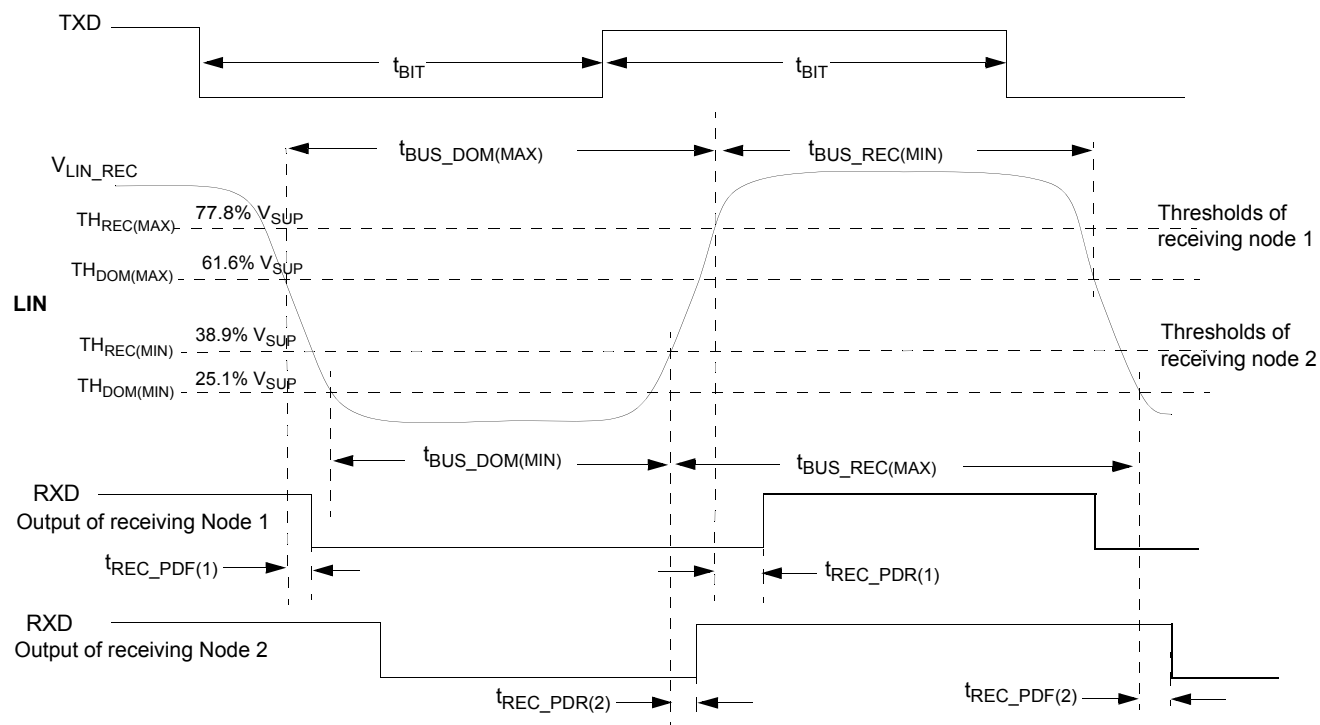 TXD
tBIT
tBIT
tBUS_DOM(MAX)
tBUS_REC(MIN)
VLIN_REC
THREC(MAX) 77.8% VSUP
Thresholds of
receiving node 1
THDOM(MAX) 61.6% VSUP
LIN
THREC(MIN) 38.9% VSUP
Thresholds of
receiving node 2
THDOM(MIN) 25.1% VSUP
tBUS_DOM(MIN)
tBUS_REC(MAX)
RXD
Output of receiving Node 1
tREC_PDF(1)
tREC_PDR(1)
RXD
Output of receiving Node 2
tREC_PDR(2)
tREC_PDF(2)